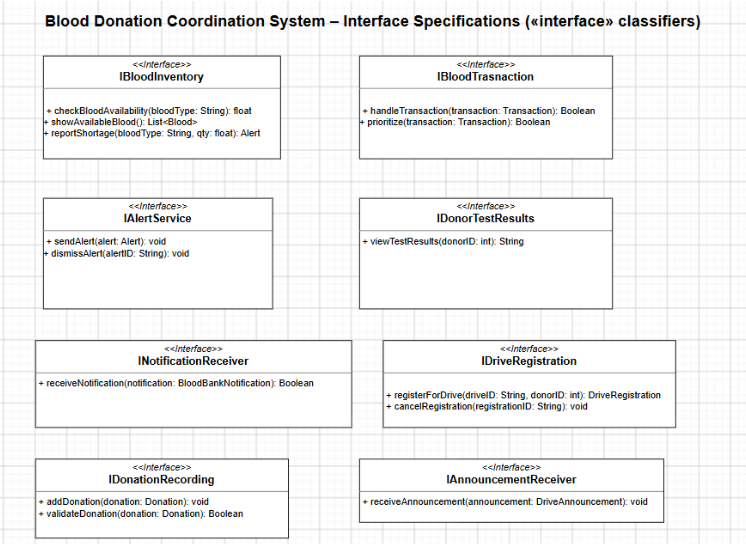 Blood Donation Coordination System – Interface Specifications («interface» classifiers)
<<Interface>>
IBloodInventory
+ checkBloodAvailability(bloodType: String): float
+ showAvailableBlood(): List<Blood>
+ reportShortage(bloodType: String, qty: float): Alert
<<Interface>>
IBloodTrasnaction
+ handleTransaction(transaction: Transaction): Boolean
+ prioritize(transaction: Transaction): Boolean
<<Interface>>
IAlertService
+ sendAlert(alert: Alert): void
+ dismissAlert(alertID: String): void
<<Interface>>
IDonorTestResults
+ viewTestResults(donorID: int): String
<<Interface>>
INotificationReceiver
+ receiveNotification(notification: BloodBankNotification): Boolean
<<Interface>>
IDriveRegistration
+ registerForDrive(driveID: String, donorID: int): DriveRegistration
+ cancelRegistration(registrationID: String): void
<<Interface>>
IDonationRecording
+ addDonation(donation: Donation): void
+ validateDonation(donation: Donation): Boolean
<<Interface>>
IAnnouncementReceiver
+ receiveAnnouncement(announcement: DriveAnnouncement): void